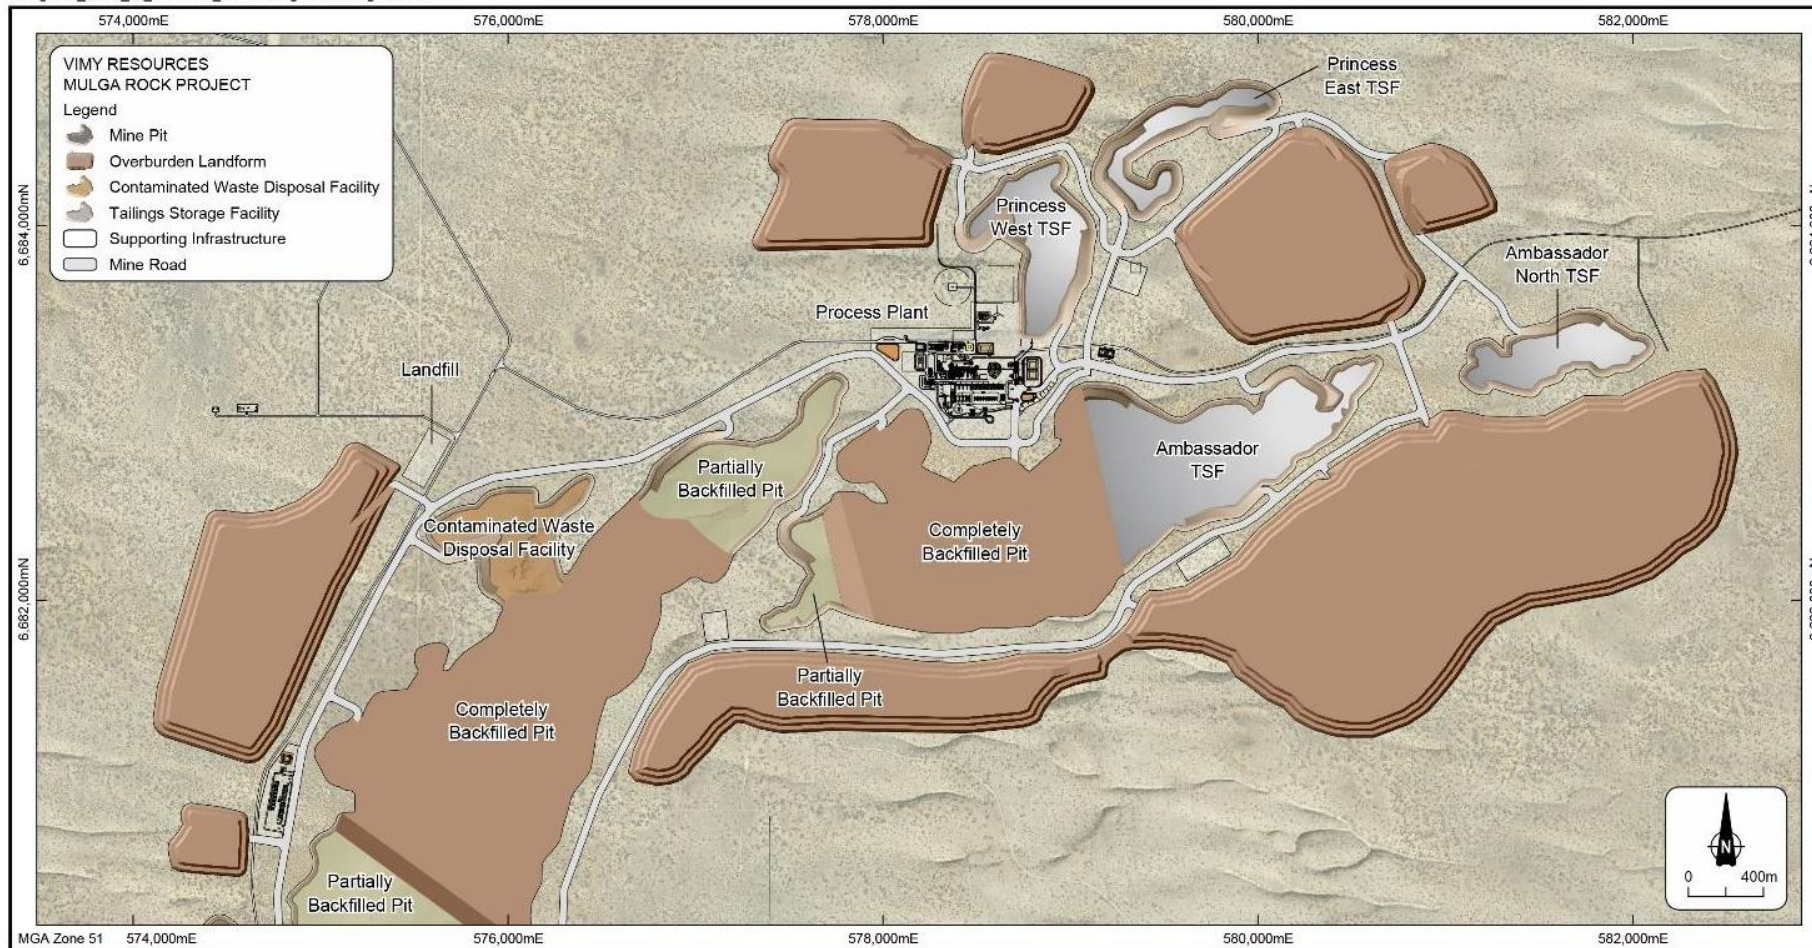 574,000mE 576,000mE 578,000mE 580,000mE 582,000mE
VIMY RESOURCES
MULGA ROCK PROJECT
Legend
Mine Pit
Overburden Landform
Contaminated Waste Disposal Facility
Tailings Storage Facility
Supporting Infrastructure
Mine Road
Princess
East TSF
Princess
West TSF
6,684,000mN
Ambassador
North TSF
Process Plant
Landfill
Ambassador
TSF
Partially
Backfilled Pit
Contaminated Waste
Disposal Facility
Completely
Backfilled Pit
6,682,000mN
Partially
Backfilled Pit
Completely
Backfilled Pit
Partially
Backfilled Pit
N
0 400m
MGA Zone 51 574,000mE 576,000mE 578,000mE 580,000mE 582,000mE